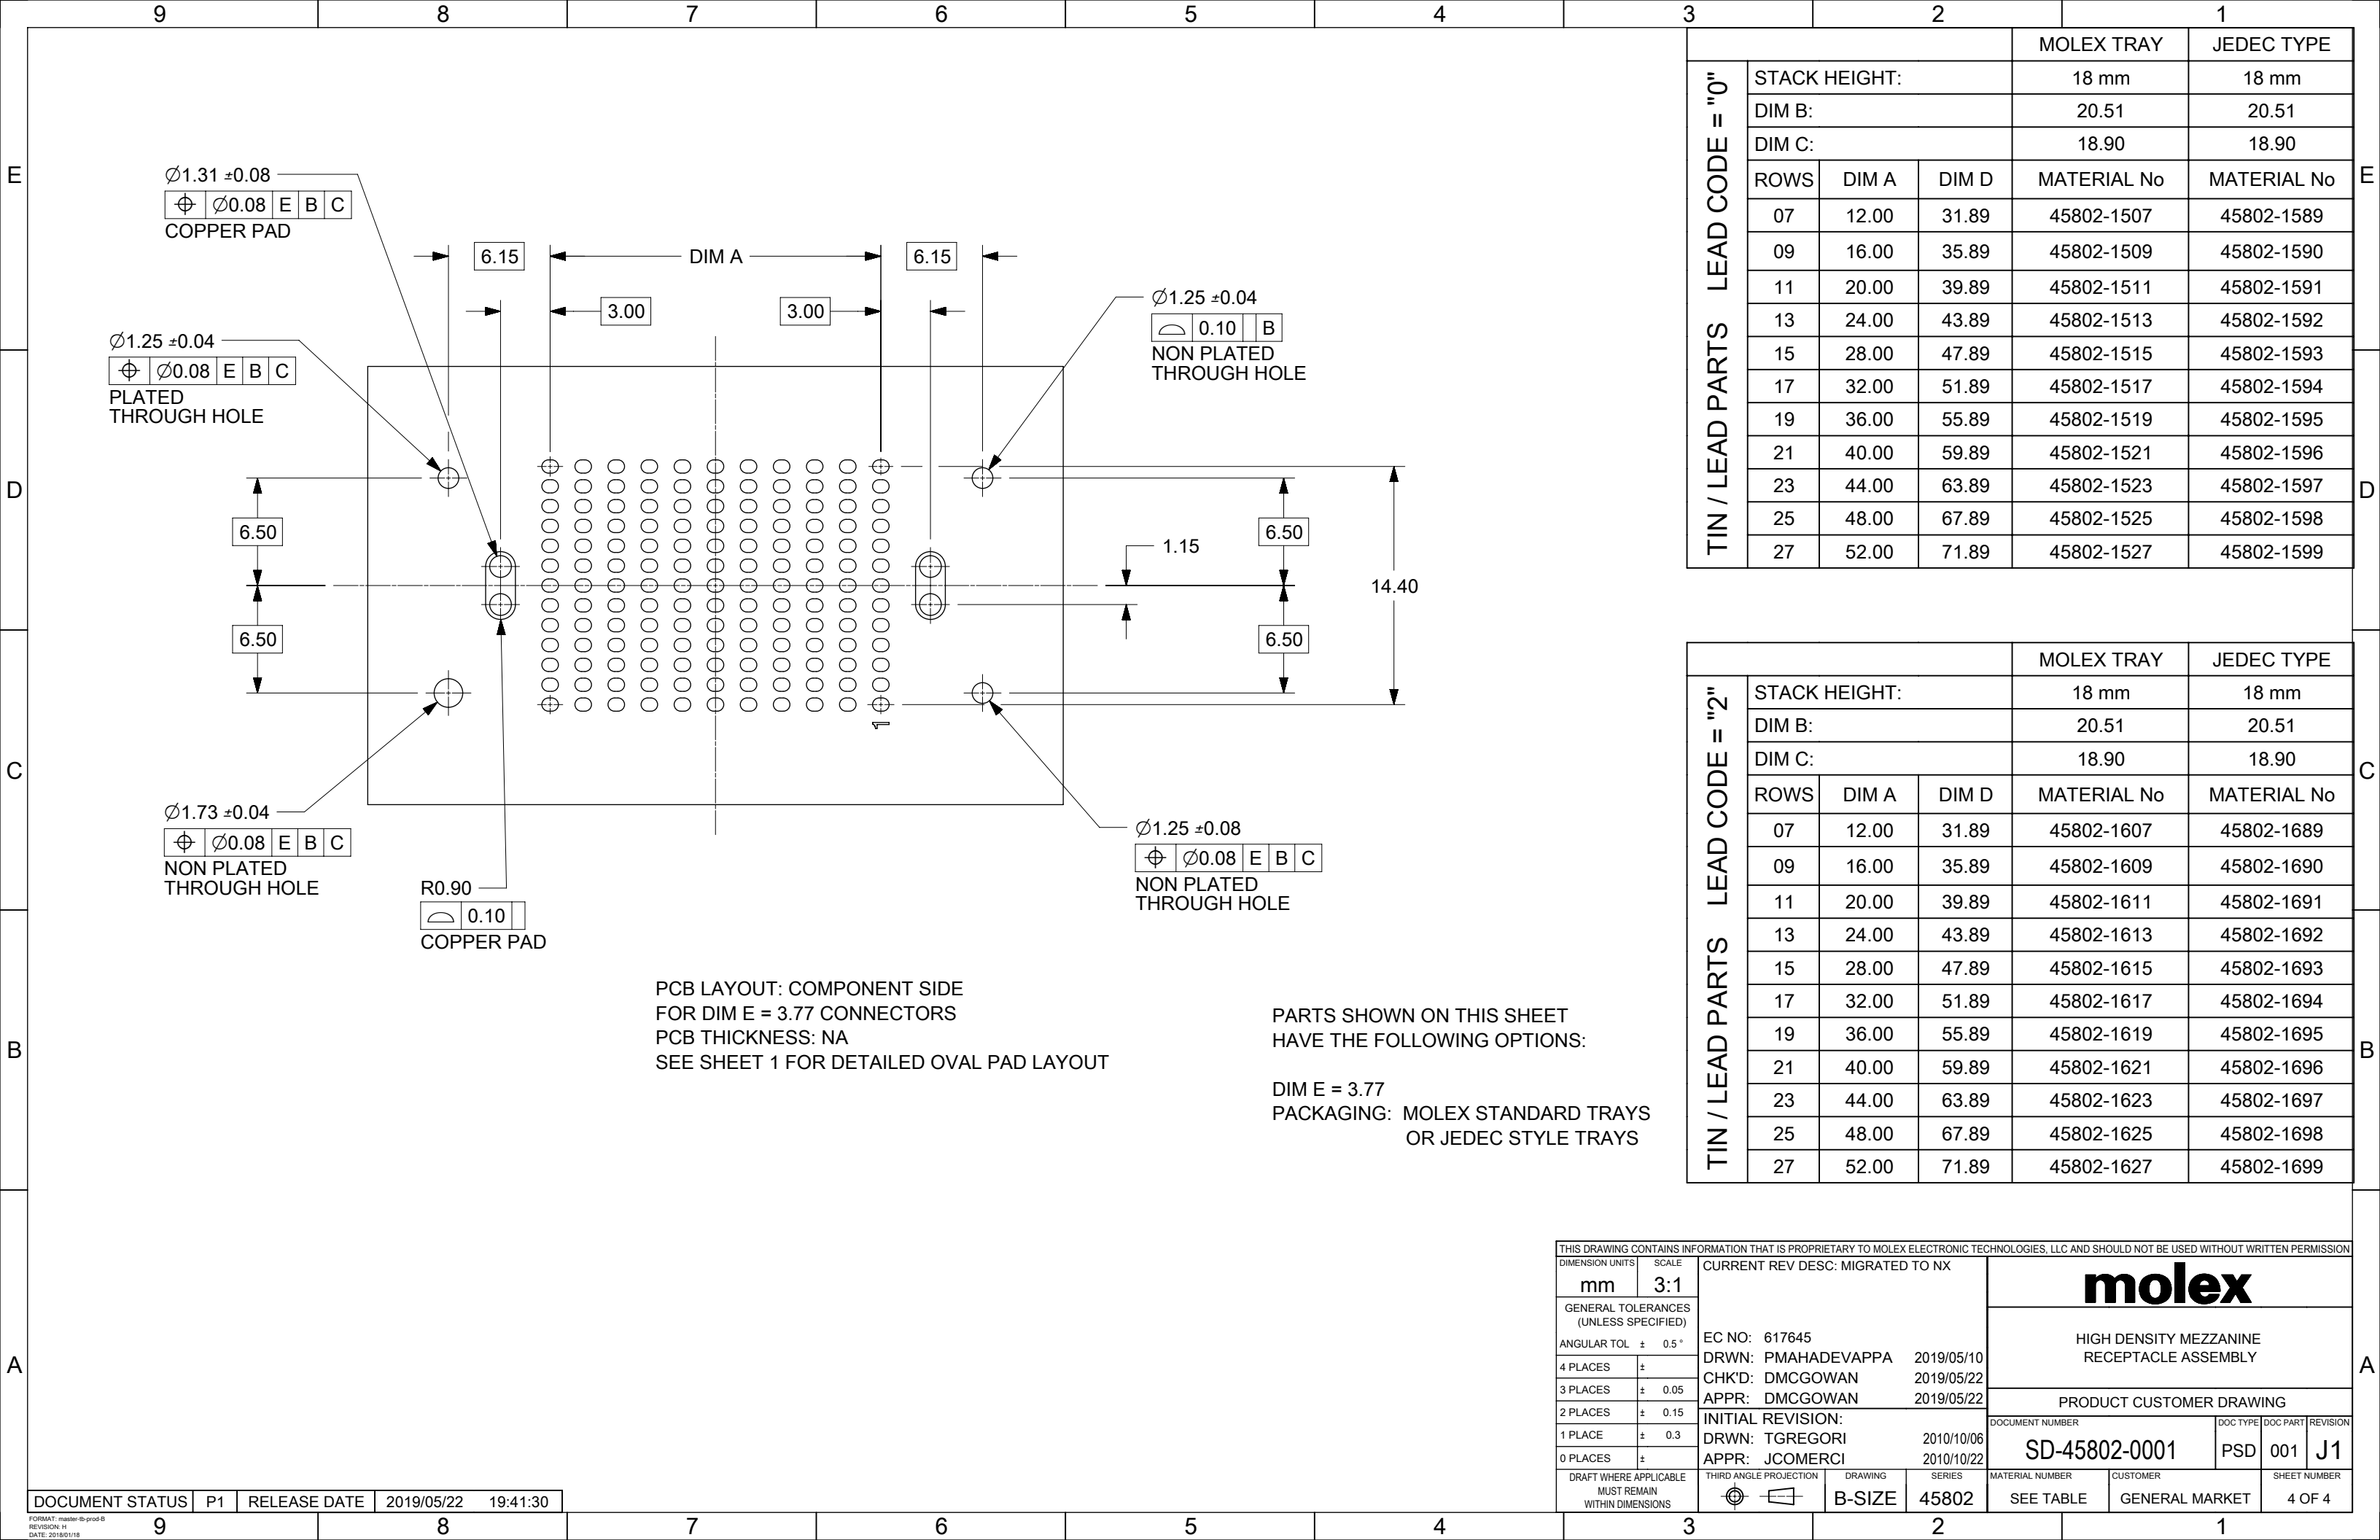 9 8 7 6 5 4 3 2 1
E
D
C
B
A
E
D
C
B
A
Ø1.31 ±0.08
Ø0.08 E B C
COPPER PAD
6.15 DIM A 6.15
3.00 3.00
Ø1.25 ±0.04
0.10 B
NON PLATED
THROUGH HOLE
Ø1.25 ±0.04
Ø0.08 E B C
PLATED
THROUGH HOLE
6.50
6.50
1.15
6.50
14.40
6.50
1
Ø1.73 ±0.04
Ø0.08 E B C
NON PLATED
THROUGH HOLE
R0.90
0.10
COPPER PAD
Ø1.25 ±0.08
Ø0.08 E B C
NON PLATED
THROUGH HOLE
PCB LAYOUT: COMPONENT SIDE
FOR DIM E = 3.77 CONNECTORS
PCB THICKNESS: NA
SEE SHEET 1 FOR DETAILED OVAL PAD LAYOUT
PARTS SHOWN ON THIS SHEET
HAVE THE FOLLOWING OPTIONS:
DIM E = 3.77
PACKAGING: MOLEX STANDARD TRAYS
OR JEDEC STYLE TRAYS
TIN / LEAD PARTS LEAD CODE = "0"
MOLEX TRAY JEDEC TYPE
STACK HEIGHT: 18 mm 18 mm
DIM B: 20.51 20.51
DIM C: 18.90 18.90
ROWS DIM A DIM D MATERIAL No MATERIAL No
07 12.00 31.89 45802-1507 45802-1589
09 16.00 35.89 45802-1509 45802-1590
11 20.00 39.89 45802-1511 45802-1591
13 24.00 43.89 45802-1513 45802-1592
15 28.00 47.89 45802-1515 45802-1593
17 32.00 51.89 45802-1517 45802-1594
19 36.00 55.89 45802-1519 45802-1595
21 40.00 59.89 45802-1521 45802-1596
23 44.00 63.89 45802-1523 45802-1597
25 48.00 67.89 45802-1525 45802-1598
27 52.00 71.89 45802-1527 45802-1599
TIN / LEAD PARTS LEAD CODE = "2"
MOLEX TRAY JEDEC TYPE
STACK HEIGHT: 18 mm 18 mm
DIM B: 20.51 20.51
DIM C: 18.90 18.90
ROWS DIM A DIM D MATERIAL No MATERIAL No
07 12.00 31.89 45802-1607 45802-1689
09 16.00 35.89 45802-1609 45802-1690
11 20.00 39.89 45802-1611 45802-1691
13 24.00 43.89 45802-1613 45802-1692
15 28.00 47.89 45802-1615 45802-1693
17 32.00 51.89 45802-1617 45802-1694
19 36.00 55.89 45802-1619 45802-1695
21 40.00 59.89 45802-1621 45802-1696
23 44.00 63.89 45802-1623 45802-1697
25 48.00 67.89 45802-1625 45802-1698
27 52.00 71.89 45802-1627 45802-1699
THIS DRAWING CONTAINS INFORMATION THAT IS PROPRIETARY TO MOLEX ELECTRONIC TECHNOLOGIES, LLC AND SHOULD NOT BE USED WITHOUT WRITTEN PERMISSION
DIMENSION UNITS SCALE
mm 3:1
GENERAL TOLERANCES
(UNLESS SPECIFIED)
ANGULAR TOL ± 0.5 °
4 PLACES ±
3 PLACES ± 0.05
2 PLACES ± 0.15
1 PLACE ± 0.3
0 PLACES ±
DRAFT WHERE APPLICABLE
MUST REMAIN
WITHIN DIMENSIONS
CURRENT REV DESC: MIGRATED TO NX
EC NO: 617645
DRWN: PMAHADEVAPPA 2019/05/10
CHK'D: DMCGOWAN 2019/05/22
APPR: DMCGOWAN 2019/05/22
INITIAL REVISION:
DRWN: TGREGORI 2010/10/06
APPR: JCOMERCI 2010/10/22
THIRD ANGLE PROJECTION
DRAWING
B-SIZE
SERIES
45802
molex
HIGH DENSITY MEZZANINE
RECEPTACLE ASSEMBLY
PRODUCT CUSTOMER DRAWING
DOCUMENT NUMBER DOC TYPE DOC PART REVISION
SD-45802-0001 PSD 001 J1
MATERIAL NUMBER CUSTOMER SHEET NUMBER
SEE TABLE GENERAL MARKET 4 OF 4
DOCUMENT STATUS P1 RELEASE DATE 2019/05/22 19:41:30
FORMAT: master-tb-prod-B
REVISION: H
DATE: 2018/01/18
9 8 7 6 5 4 3 2 1